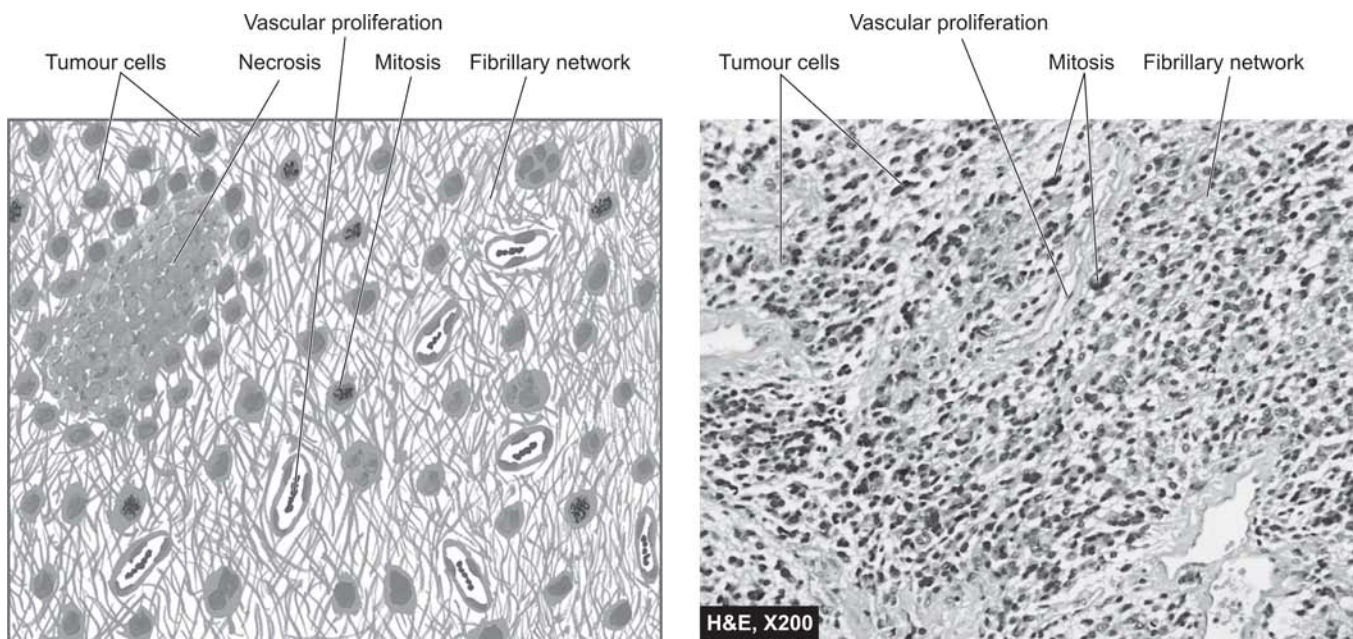 Vascular proliferation
Tumour cells
Necrosis
Mitosis
Fibrillary network
Vascular proliferation
Tumour cells
Mitosis
Fibrillary network
H&E, X200